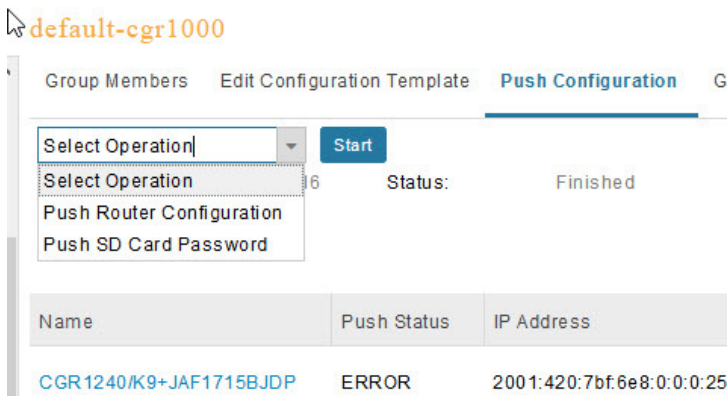 default-cgr1000
Group Members Edit Configuration Template Push Configuration G
Select Operation Start
Select Operation 16 Status: Finished
Push Router Configuration
Push SD Card Password
Name Push Status IP Address
CGR1240/K9+JAF1715BJDP ERROR 2001:420:7bf:6e8:0:0:0:25